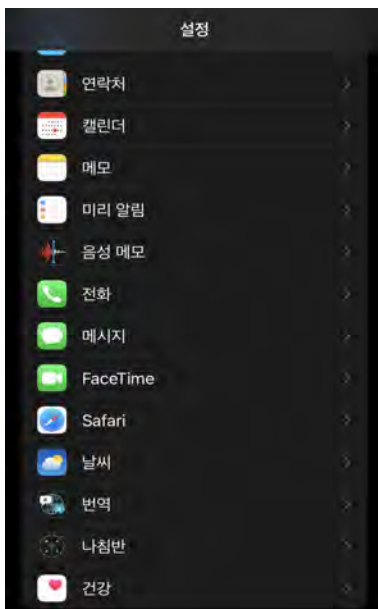 설정
연락처
캘린더
메모
미리 알림
음성 메모
전화
메시지
FaceTime
Safari
날씨
번역
나침반
건강